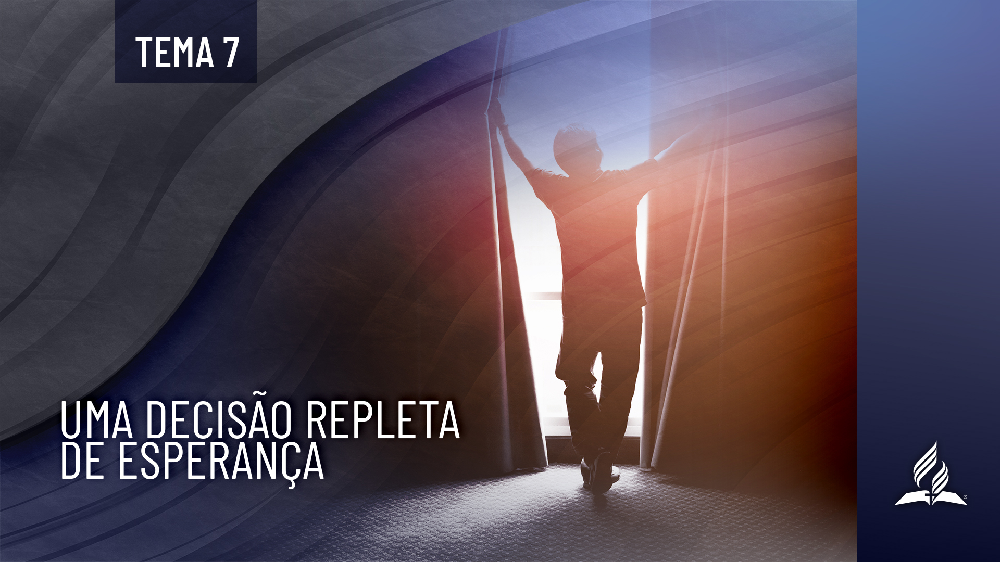 TEMA 7
UMA DECISÃO REPLETA
DE ESPERANÇA
®